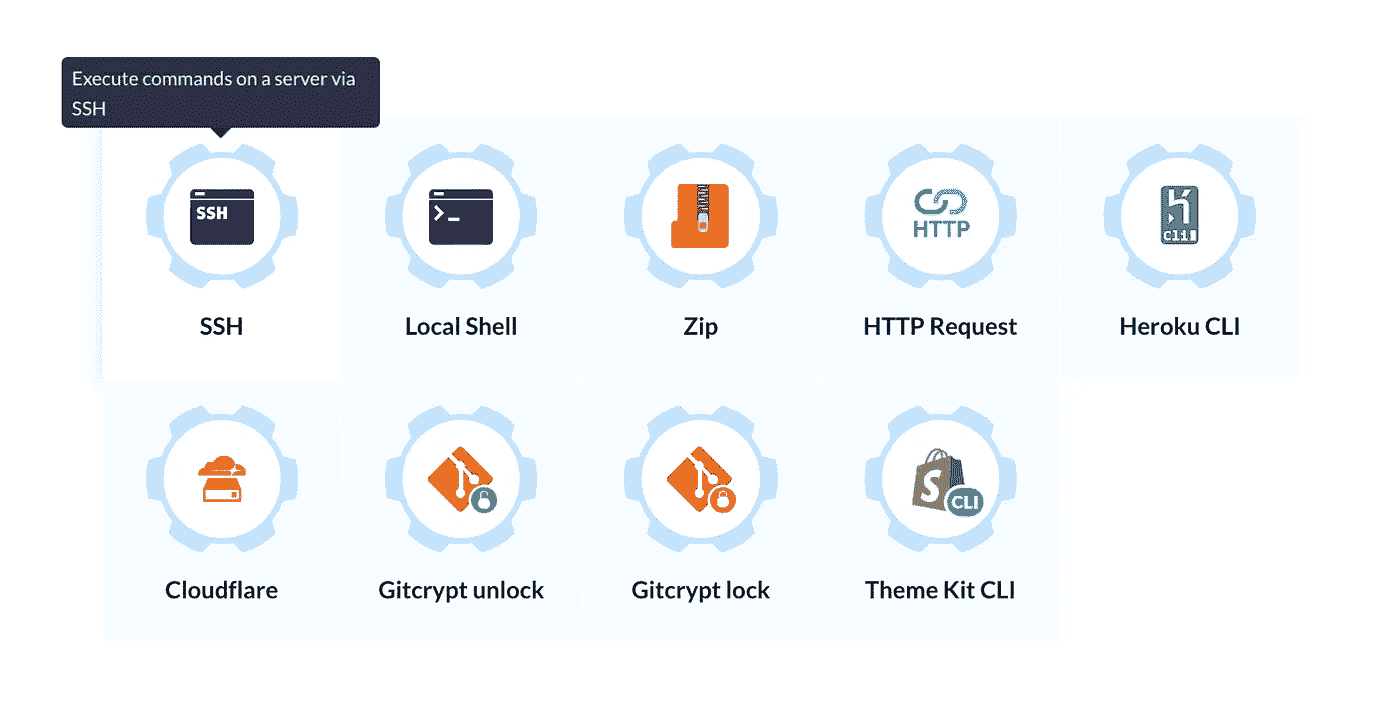 Execute commands on a server via
SSH
SSH
>_
HTTP
cli
SSH
Local Shell
Zip
HTTP Request
Heroku CLI
S
CLI
Cloudflare
Gitcrypt unlock
Gitcrypt lock
Theme Kit CLI